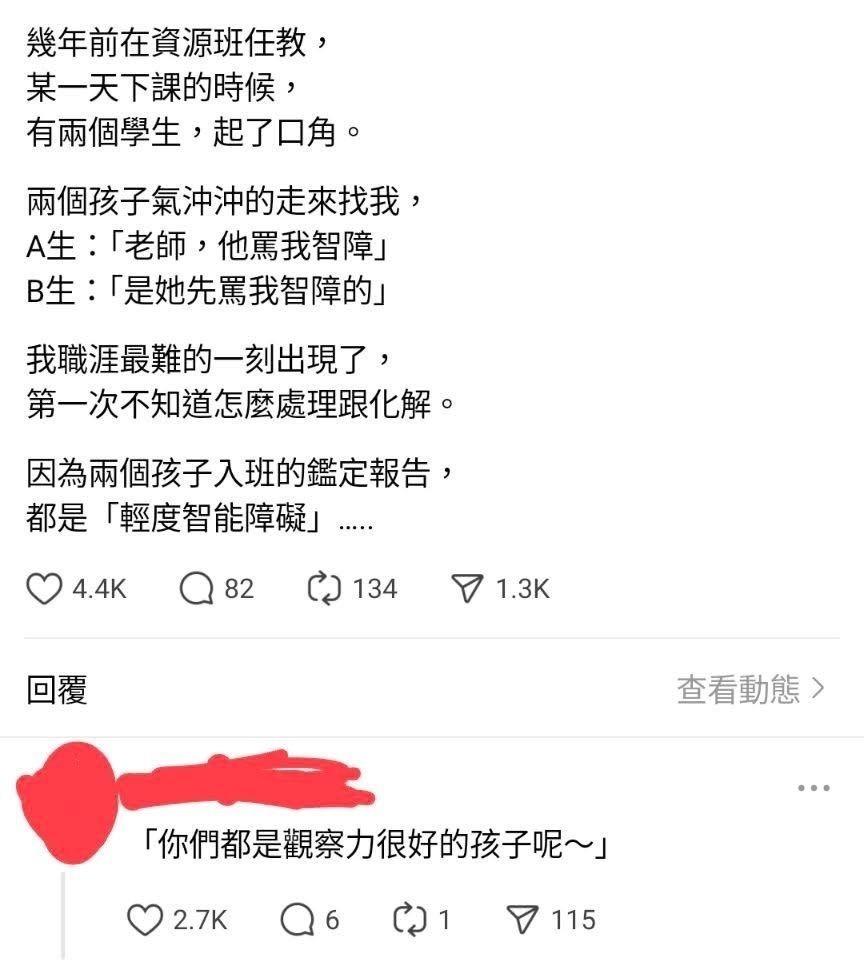 幾年前在資源班任教，
某一天下課的時候，
有兩個學生，起了口角。
兩個孩子氣沖沖的走來找我，
A生：「老師，他罵我智障」
B生：「是她先罵我智障的」
我職涯最難的一刻出現了，
第一次不知道怎麼處理跟化解。
因為兩個孩子入班的鑑定報告，
都是「輕度智能障礙」.....
4.4K 82 134 1.3K
回覆 查看動態 >
「你們都是觀察力很好的孩子呢～」
2.7K 6 1 115